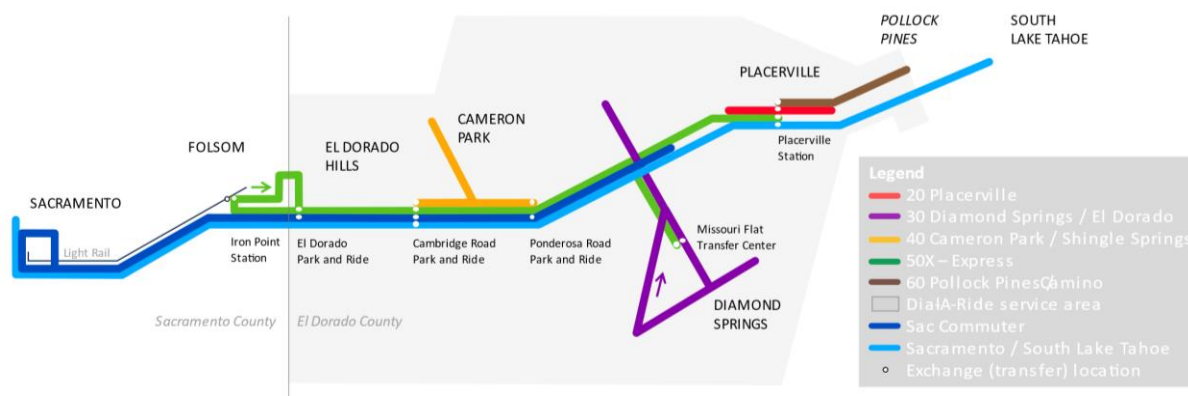 POLLOCK
PINES
SOUTH
LAKE TAHOE
PLACERVILLE
CAMERON
PARK
FOLSOM
EL DORADO
HILLS
Placerville
Station
SACRAMENTO
Light Rail
Iron Point
Station
El Dorado
Park and Ride
Cambridge Road
Park and Ride
Ponderosa Road
Park and Ride
Missouri Flat
Transfer Center
DIAMOND
SPRINGS
Sacramento County
El Dorado County
Legend
20 Placerville
30 Diamond Springs / El Dorado
40 Cameron Park / Shingle Springs
50X – Express
60 Pollock Pines/Camino
Dial-A-Ride service area
Sac Commuter
Sacramento / South Lake Tahoe
Exchange (transfer) location